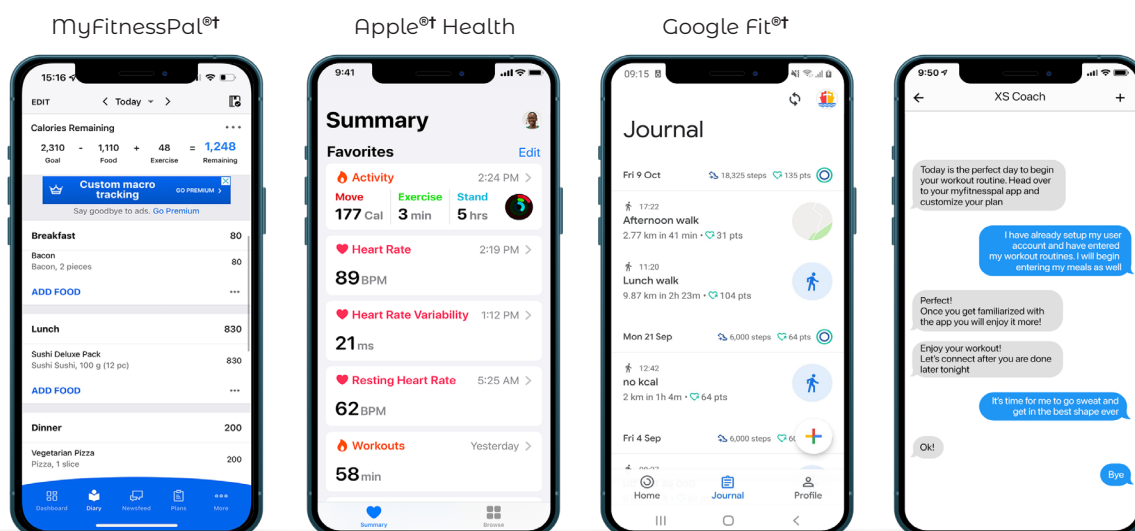 MyFitnessPal®†
15:16
EDIT
Today
Calories Remaining
2,310 - 1,110 + 48 = 1,248
Goal Food Exercise Remaining
Custom macro
tracking
GO PREMIUM >
Say goodbye to ads. Go Premium
Breakfast 80
Bacon
Bacon, 2 pieces
80
ADD FOOD
Lunch 830
Sushi Deluxe Pack
Sushi Sushi, 100 g (12 pc)
830
ADD FOOD
Dinner 200
Vegetarian Pizza
Pizza, 1 slice
200
Dashboard Diary Newsfeed Plans More
Apple®† Health
9:41
Summary
Favorites Edit
Activity 2:24 PM
Move Exercise Stand
177 Cal 3 min 5 hrs
Heart Rate 2:19 PM
89 BPM
Heart Rate Variability 1:12 PM
21 ms
Resting Heart Rate 5:25 AM
62 BPM
Workouts Yesterday
58 min
Summary Browse
Google Fit®†
09:15
Journal
Fri 9 Oct 18,325 steps 135 pts
17:22
Afternoon walk
2.77 km in 41 min • 31 pts
11:20
Lunch walk
9.87 km in 2h 23m • 104 pts
Mon 21 Sep 6,000 steps 64 pts
12:42
no kcal
2 km in 1h 4m • 64 pts
Fri 4 Sep 6,000 steps
Home Journal Profile
9:50
XS Coach
Today is the perfect day to begin
your workout routine. Head over
to your myfitnesspal app and
customize your plan
I have already setup my user
account and have entered
my workout routines. I will begin
entering my meals as well
Perfect!
Once you get familiarized with
the app you will enjoy it more!
Enjoy your workout!
Let's connect after you are done
later tonight
It's time for me to go sweat and
get in the best shape ever
Ok!
Bye